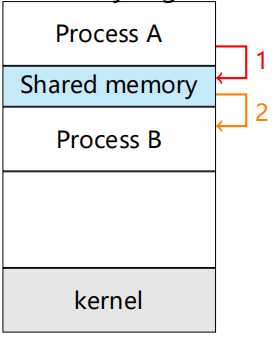 Process A
1
Shared memory
2
Process B
kernel